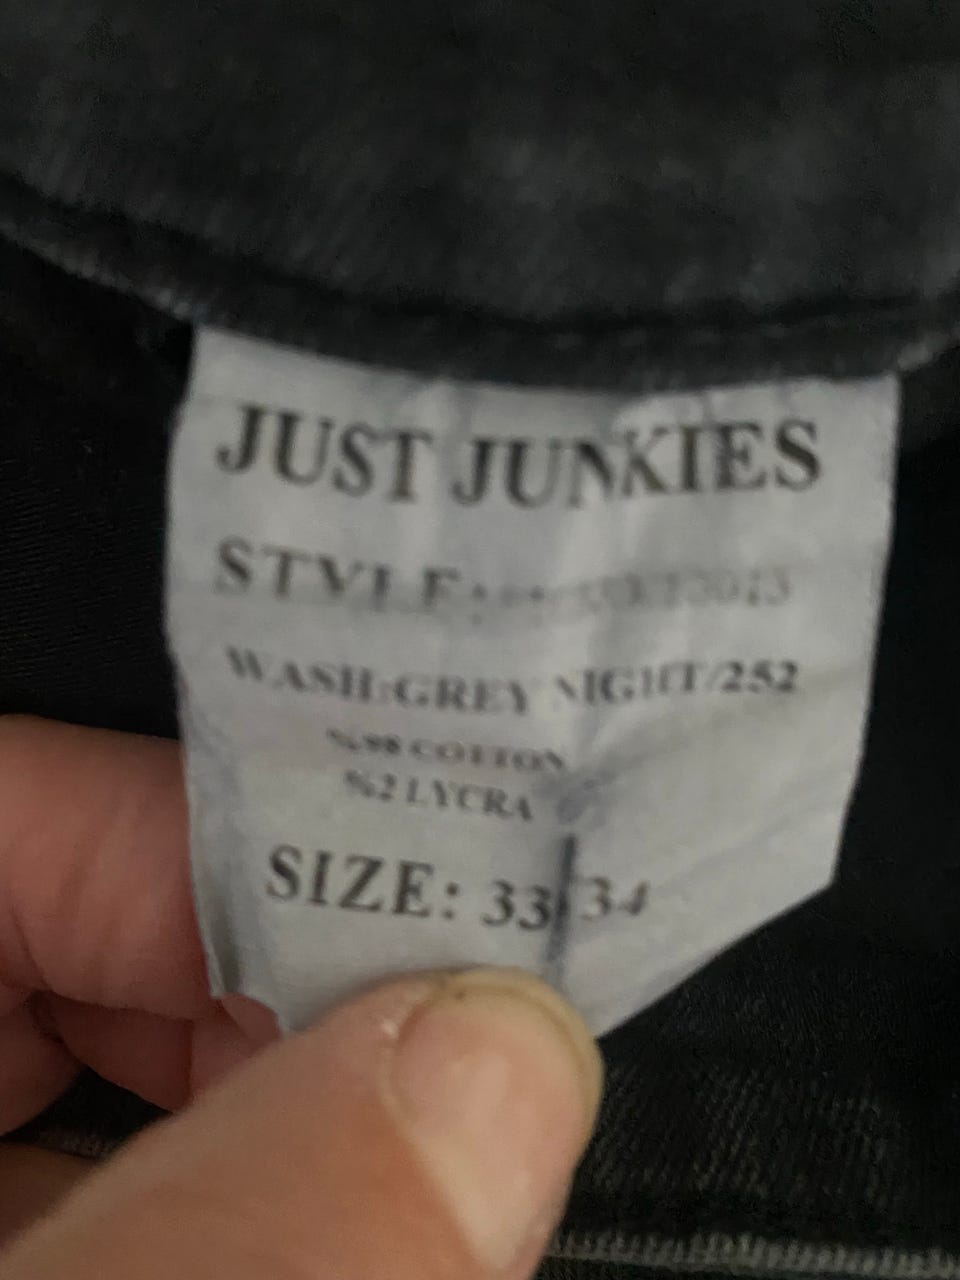 JUST JUNKIES
STYLE:
WASH:GREY NIGHT/252
%98 COTTON
%2 LYCRA
SIZE: 33/34